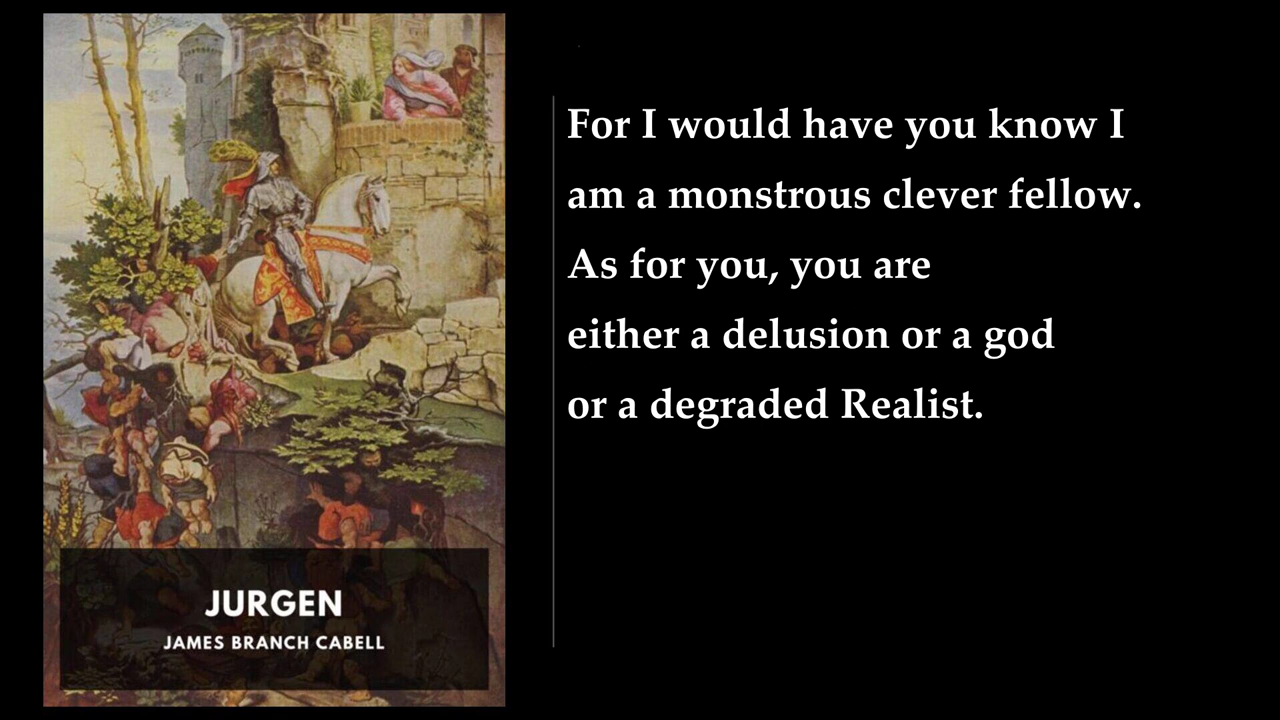 For I would have you know I
am a monstrous clever fellow.
As for you, you are
either a delusion or a god
or a degraded Realist.
JURGEN
JAMES BRANCH CABELL